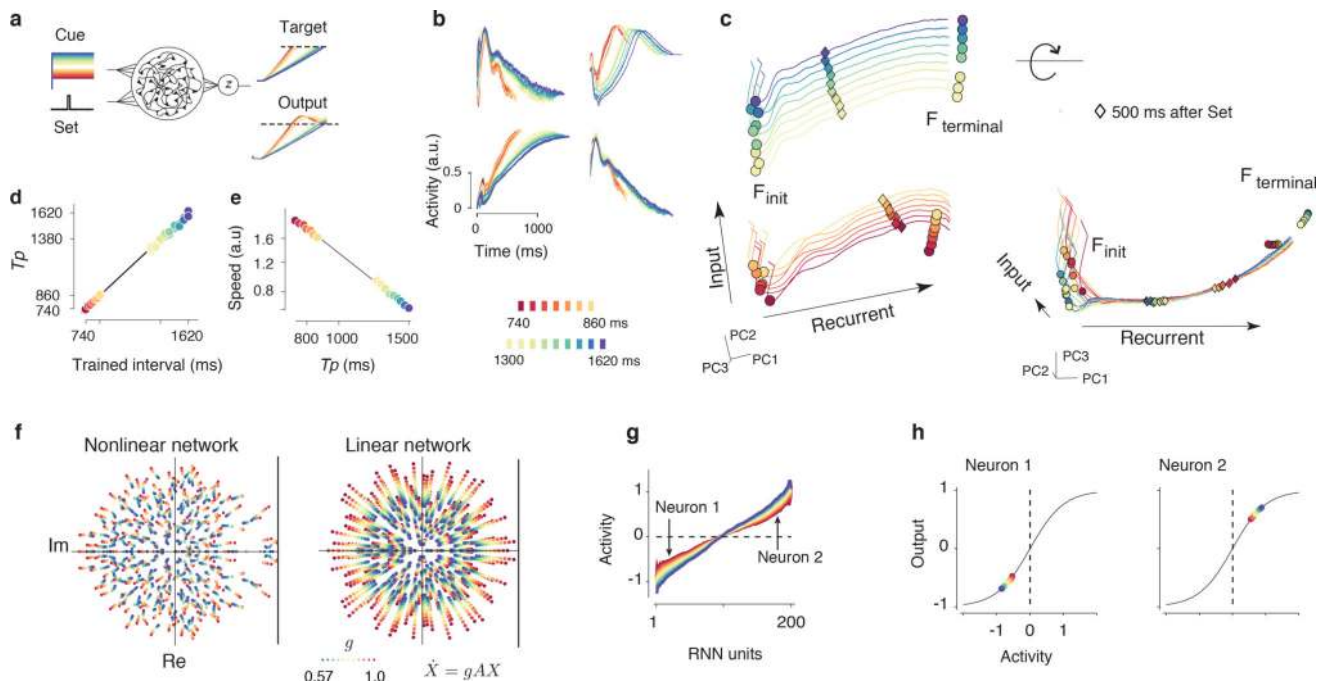 a
Cue
Set
z
Target
Output
b
Activity (a.u.)
0.5
0
0
1000
Time (ms)
740
860 ms
1300
1620 ms
c
F init
F terminal
500 ms after Set
Input
Recurrent
PC2
PC3
PC1
F init
F terminal
Input
Recurrent
PC3
PC2
PC1
d
Tp
1620
1380
860
740
740
1620
Trained interval (ms)
e
Speed (a.u)
1.6
1.2
0.8
800
1000
1500
Tp (ms)
f
Nonlinear network
Linear network
Im
Re
g
0.57
1.0
Ẋ = gAX
g
Activity
1
0
-1
Neuron 1
Neuron 2
1
200
RNN units
h
Neuron 1
Neuron 2
Output
1
0
-1
-1
0
1
Activity